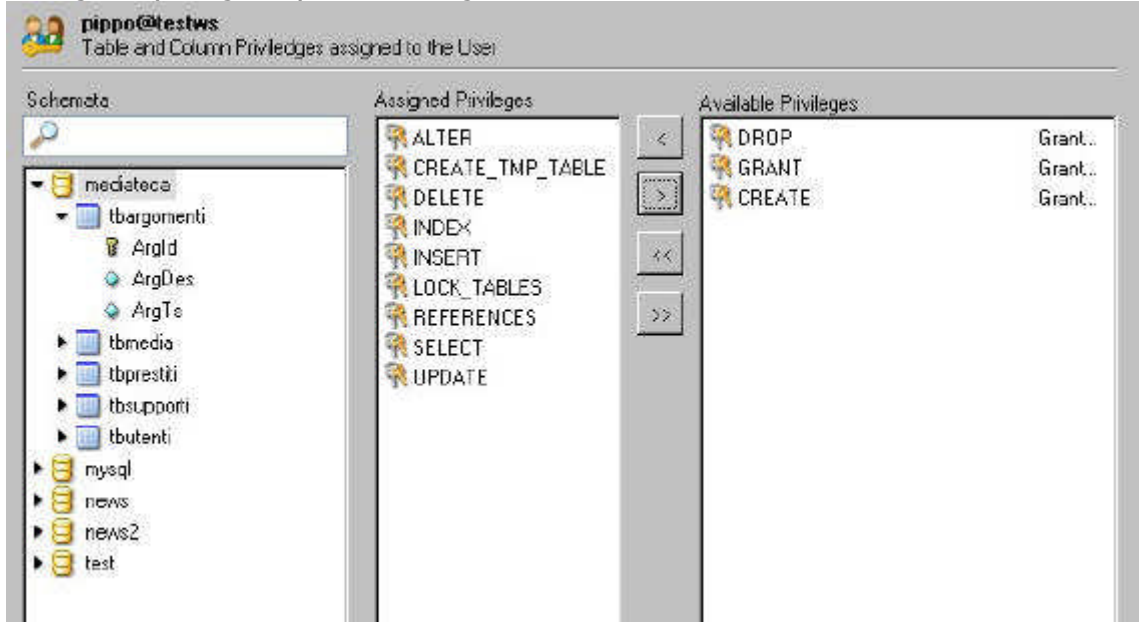 pippo@testws
Table and Column Priviledges assigned to the User
Schemata
mediateca
tbargomenti
ArgId
ArgDes
ArgTs
tbmedia
tbprestiti
tbsupporti
tbutenti
mysql
news
news2
test
Assigned Privileges
ALTER
CREATE_TMP_TABLE
DELETE
INDEX
INSERT
LOCK_TABLES
REFERENCES
SELECT
UPDATE
<
>
<<
>>
Available Privileges
DROP Grant..
GRANT Grant..
CREATE Grant..